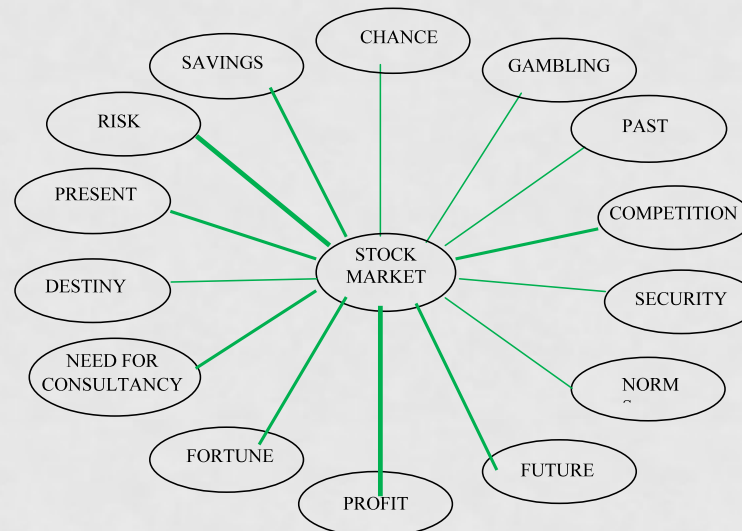 CHANCE
SAVINGS
GAMBLING
RISK
PAST
PRESENT
COMPETITION
STOCK
MARKET
DESTINY
SECURITY
NEED FOR
CONSULTANCY
NORM
FORTUNE
FUTURE
PROFIT